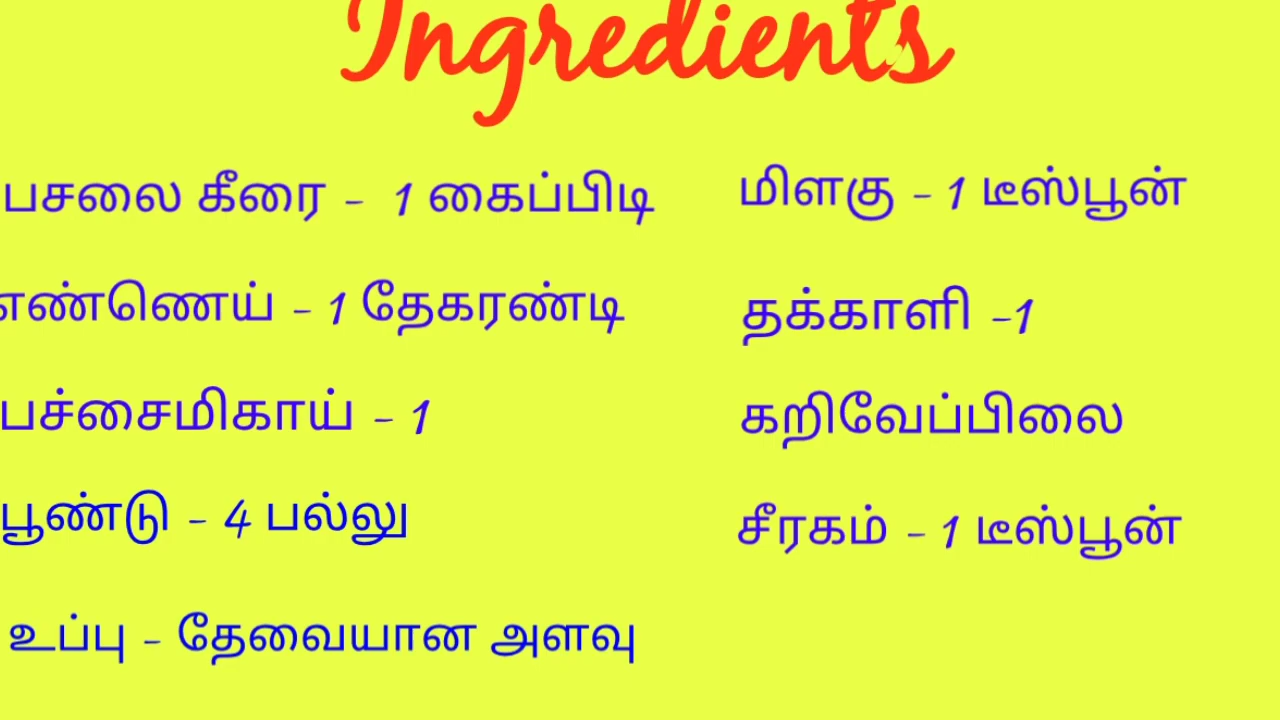 Ingredients
பசலை கீரை - 1 கைப்பிடி
எண்ணெய் - 1 தேகரண்டி
பச்சைமிகாய் - 1
பூண்டு - 4 பல்லு
உப்பு - தேவையான அளவு
மிளகு - 1 டீஸ்பூன்
தக்காளி -1
கறிவேப்பிலை
சீரகம் - 1 டீஸ்பூன்